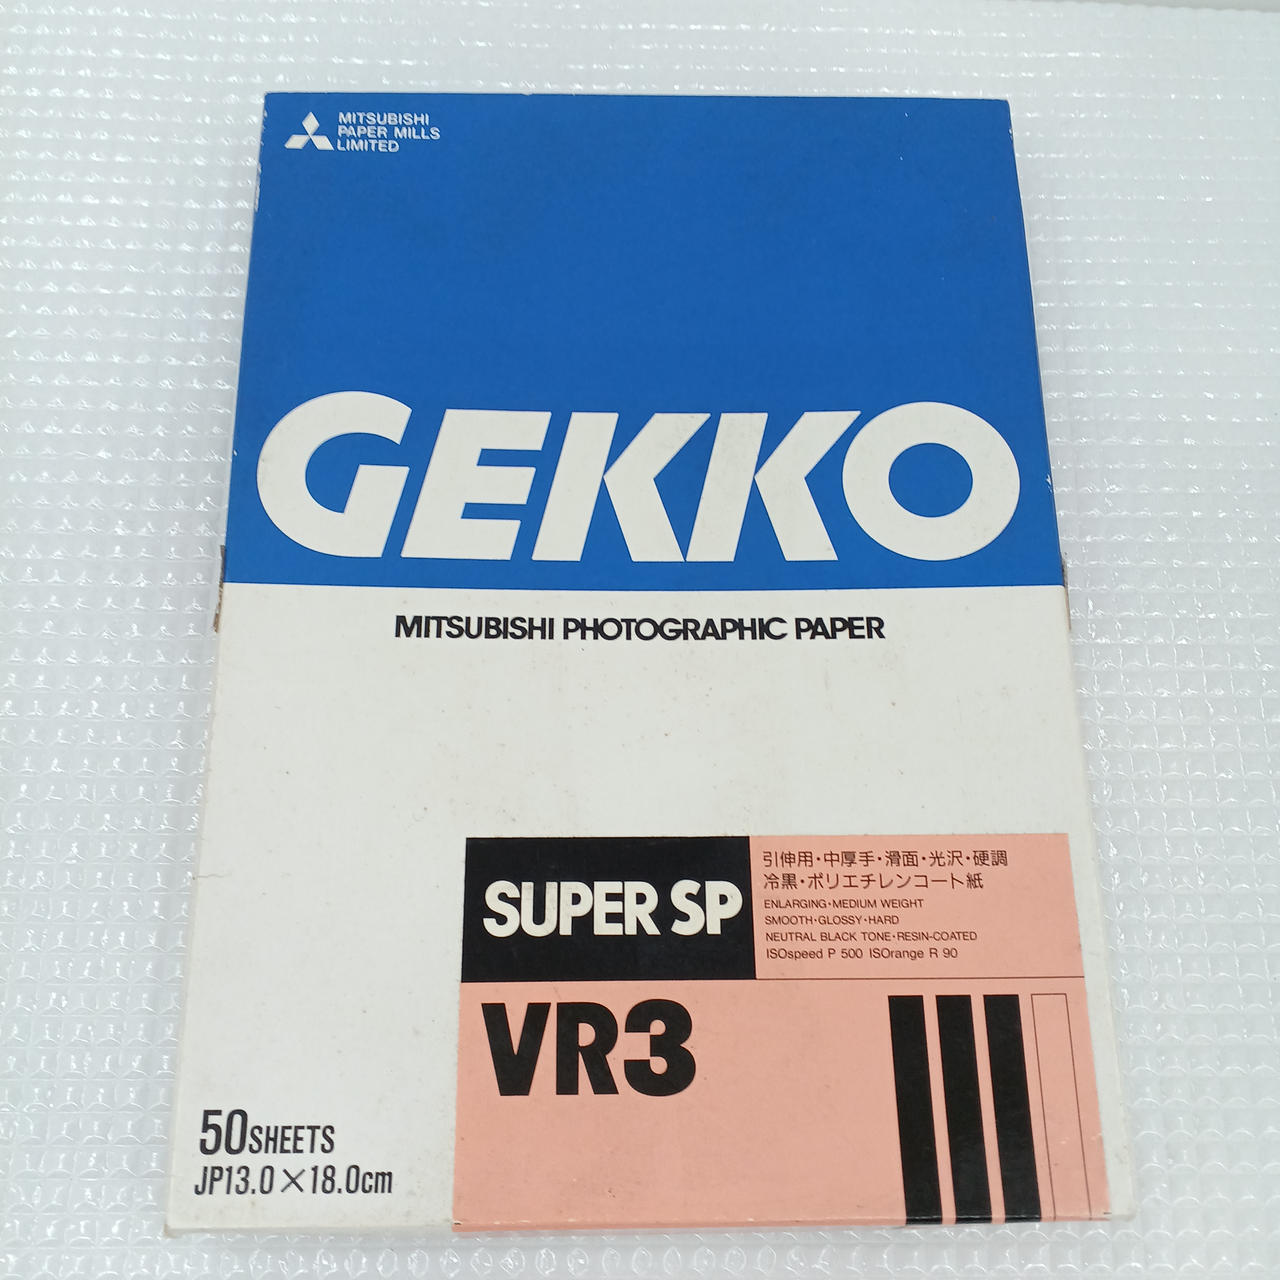 MITSUBISHI
PAPER MILLS
LIMITED
GEKKO
MITSUBISHI PHOTOGRAPHIC PAPER
SUPER SP
引伸用・中厚手・滑面・光沢・硬調
冷黒・ポリエチレンコート紙
ENLARGING・MEDIUM WEIGHT
SMOOTH・GLOSSY・HARD
NEUTRAL BLACK TONE・RESIN-COATED
ISOspeed P 500 ISOrange R 90
VR3
50SHEETS
JP13.0×18.0cm